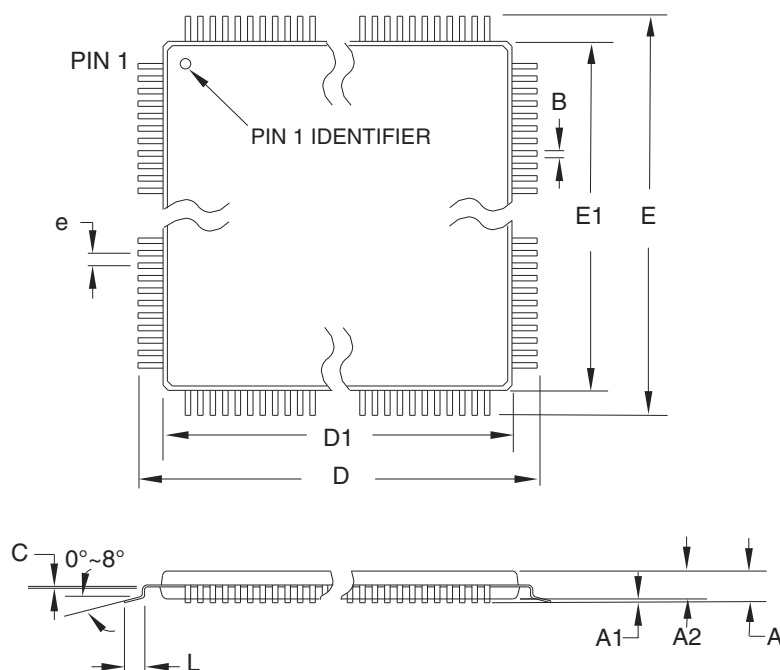 PIN 1
PIN 1 IDENTIFIER
B
E1
E
e
D1
D
C
0°~8°
A1
A2
A
L